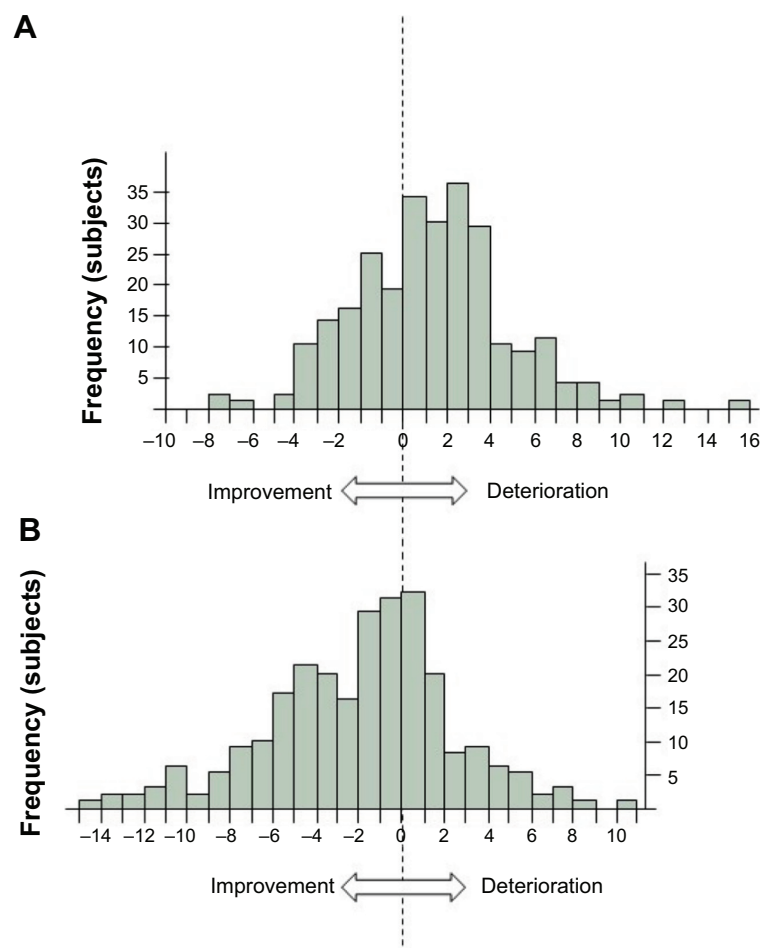 A
Frequency (subjects)
35
30
25
20
15
10
5
–10 –8 –6 –4 –2 0 2 4 6 8 10 12 14 16
Improvement Deterioration
B
Frequency (subjects)
35
30
25
20
15
10
5
–14 –12 –10 –8 –6 –4 –2 0 2 4 6 8 10
Improvement Deterioration